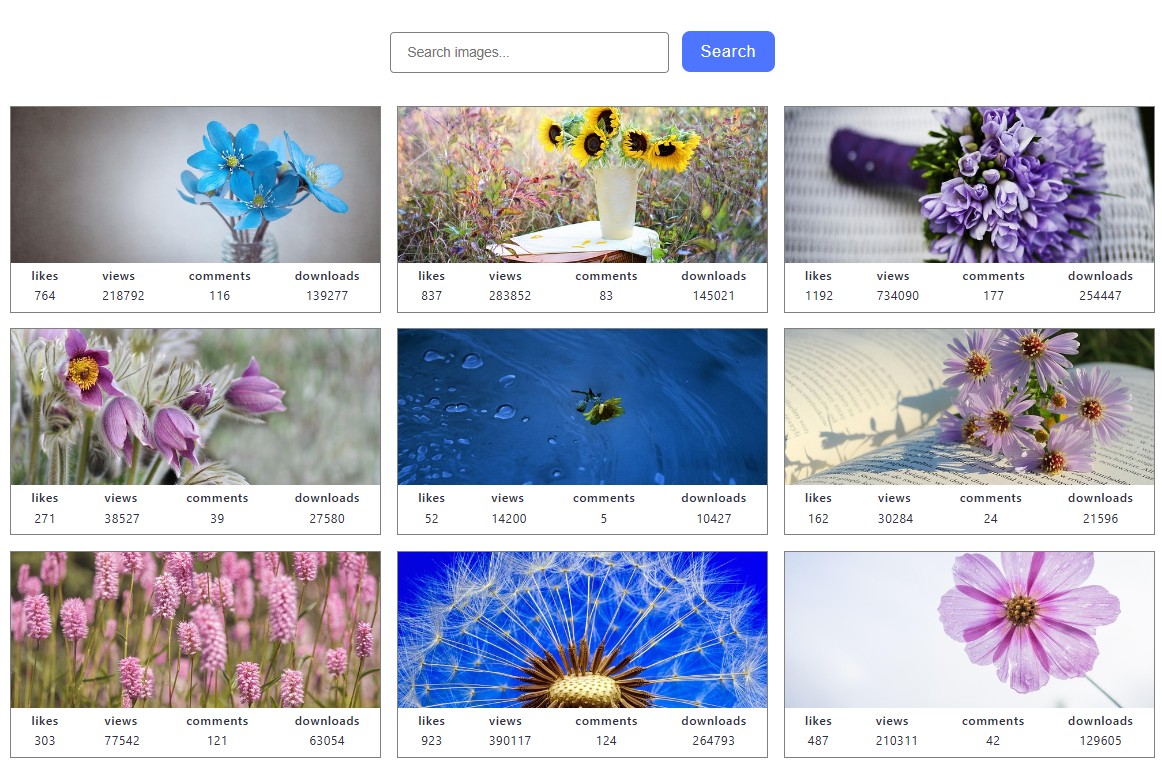 Search images... Search
likes views comments downloads
764 218792 116 139277
likes views comments downloads
837 283852 83 145021
likes views comments downloads
1192 734090 177 254447
likes views comments downloads
271 38527 39 27580
likes views comments downloads
52 14200 5 10427
likes views comments downloads
162 30284 24 21596
likes views comments downloads
303 77542 121 63054
likes views comments downloads
923 390117 124 264793
likes views comments downloads
487 210311 42 129605